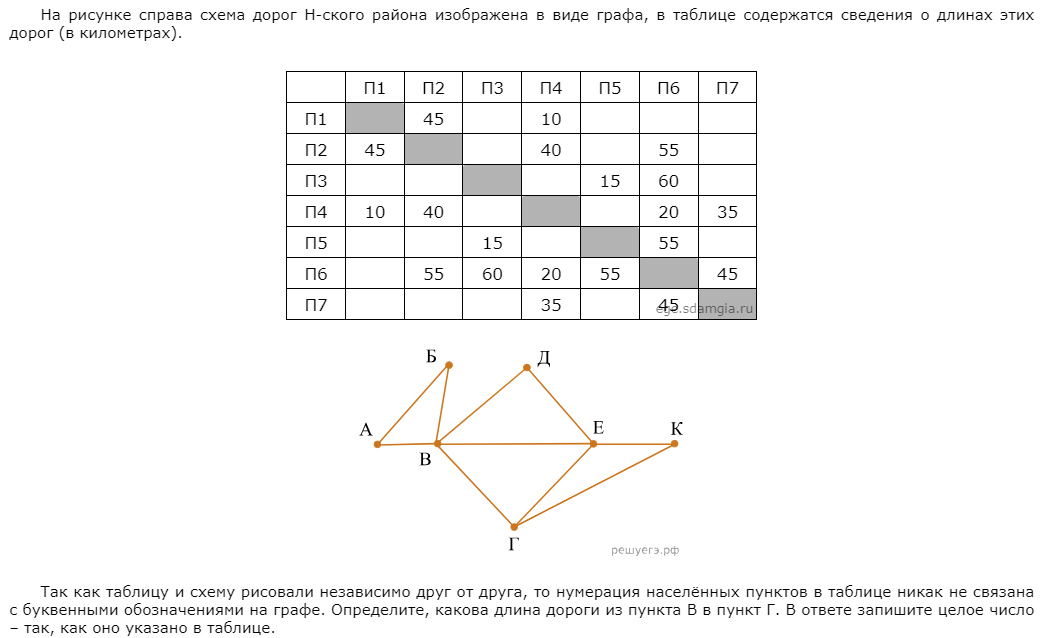 На рисунке справа схема дорог Н-ского района изображена в виде графа, в таблице содержатся сведения о длинах этих
дорог (в километрах).
П1 П2 П3 П4 П5 П6 П7
П1 45 10
П2 45 40 55
П3 15 60
П4 10 40 20 35
П5 15 55
П6 55 60 20 55 45
П7 35 45
ege.sdamgia.ru
Б Д
А Е К
В
Г
решуегэ.рф
Так как таблицу и схему рисовали независимо друг от друга, то нумерация населённых пунктов в таблице никак не связана
с буквенными обозначениями на графе. Определите, какова длина дороги из пункта В в пункт Г. В ответе запишите целое число
– так, как оно указано в таблице.